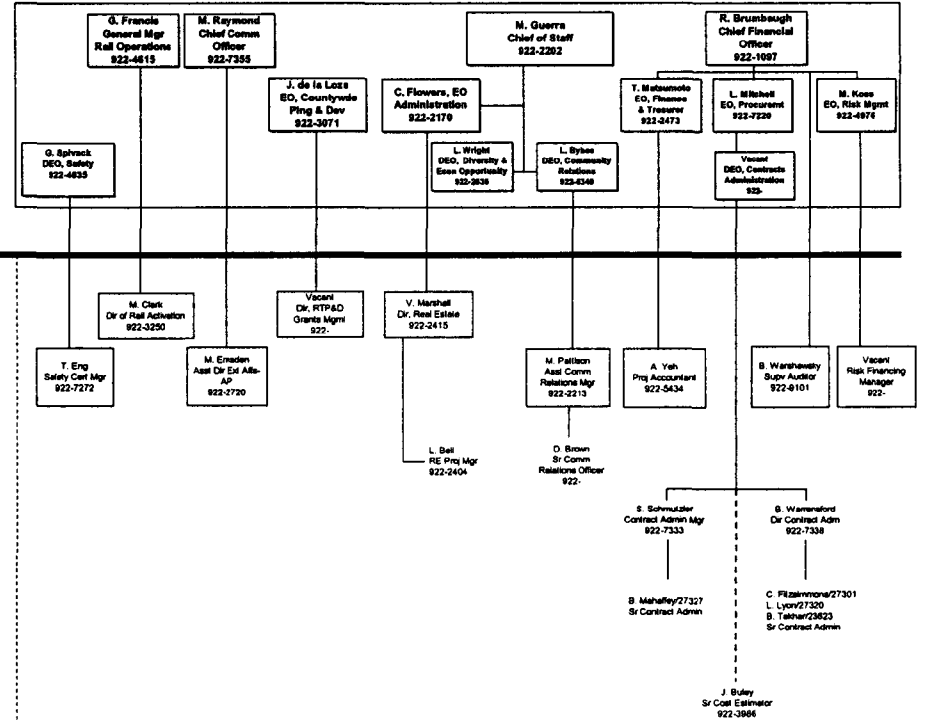 G. Francis
General Mgr
Rail Operations
922-4615
M. Raymond
Chief Comm
Officer
922-7355
M. Guerra
Chief of Staff
922-2202
R. Brumbaugh
Chief Financial
Officer
922-1097
J. de la Loza
EO, Countywde
Plng & Dev
922-3071
C. Flowers, EO
Administration
922-2170
T. Matsumoto
EO, Finance
& Tresurer
922-2473
L. Mitchell
EO, Procuremt
922-7220
M. Koss
EO, Risk Mgmt
922-4976
G. Spivack
DEO, Safety
922-4635
L. Wright
DEO, Diversity &
Econ Opportunity
922-2636
L. Bybee
DEO, Community
Relations
922-6340
Vacant
DEO, Contracts
Administration
922-
M. Clark
Dir of Rail Activation
922-3250
Vacant
Dir, RTP&D
Grants Mgmt
922-
V. Marshall
Dir, Real Estate
922-2415
T. Eng
Safety Cert Mgr
922-7272
M. Emsden
Asst Dir Ext Affs-
AP
922-2720
M. Pattison
Asst Comm
Relations Mgr
922-2213
A. Yeh
Proj Accountant
922-5434
B. Warshawsky
Supv Auditor
922-9101
Vacant
Risk Financing
Manager
922-
L. Bell
RE Proj Mgr
922-2404
D. Brown
Sr Comm
Relations Officer
922-
S. Schmutzler
Contract Admin Mgr
922-7333
B. Warrensford
Dir Contract Adm
922-7338
B. Mahaffey/27327
Sr Contract Admin
C. Fitzsimmons/27301
L. Lyon/27320
B. Takhar/23623
Sr Contract Admin
J. Buley
Sr Cost Estimator
922-3986